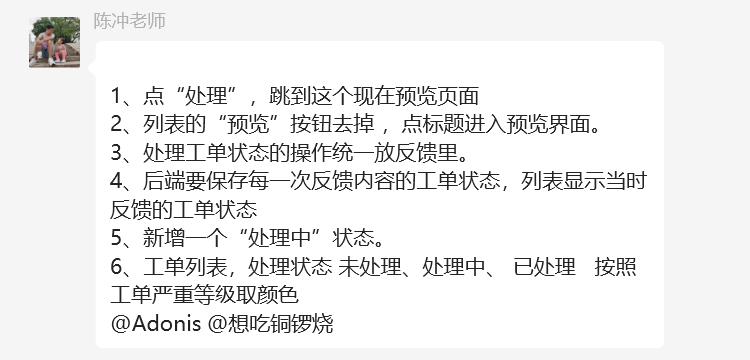 陈冲老师
1、点“处理”，跳到这个现在预览页面
2、列表的“预览”按钮去掉，点标题进入预览界面。
3、处理工单状态的操作统一放反馈里。
4、后端要保存每一次反馈内容的工单状态，列表显示当时
反馈的工单状态
5、新增一个“处理中”状态。
6、工单列表，处理状态 未处理、处理中、 已处理   按照
工单严重等级取颜色
@Adonis @想吃铜锣烧